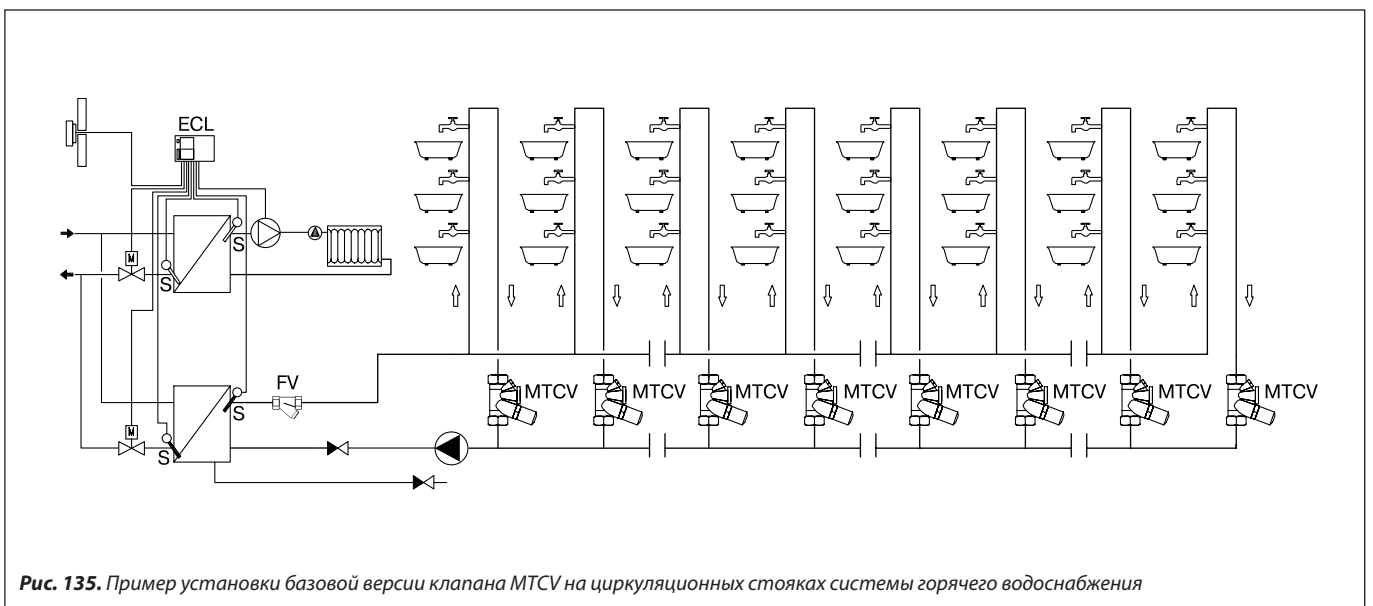 ECL
M
S
S
FV
M
S
S
MTCV
MTCV
MTCV
MTCV
MTCV
MTCV
MTCV
MTCV
Рис. 135. Пример установки базовой версии клапана MTCV на циркуляционных стояках системы горячего водоснабжения